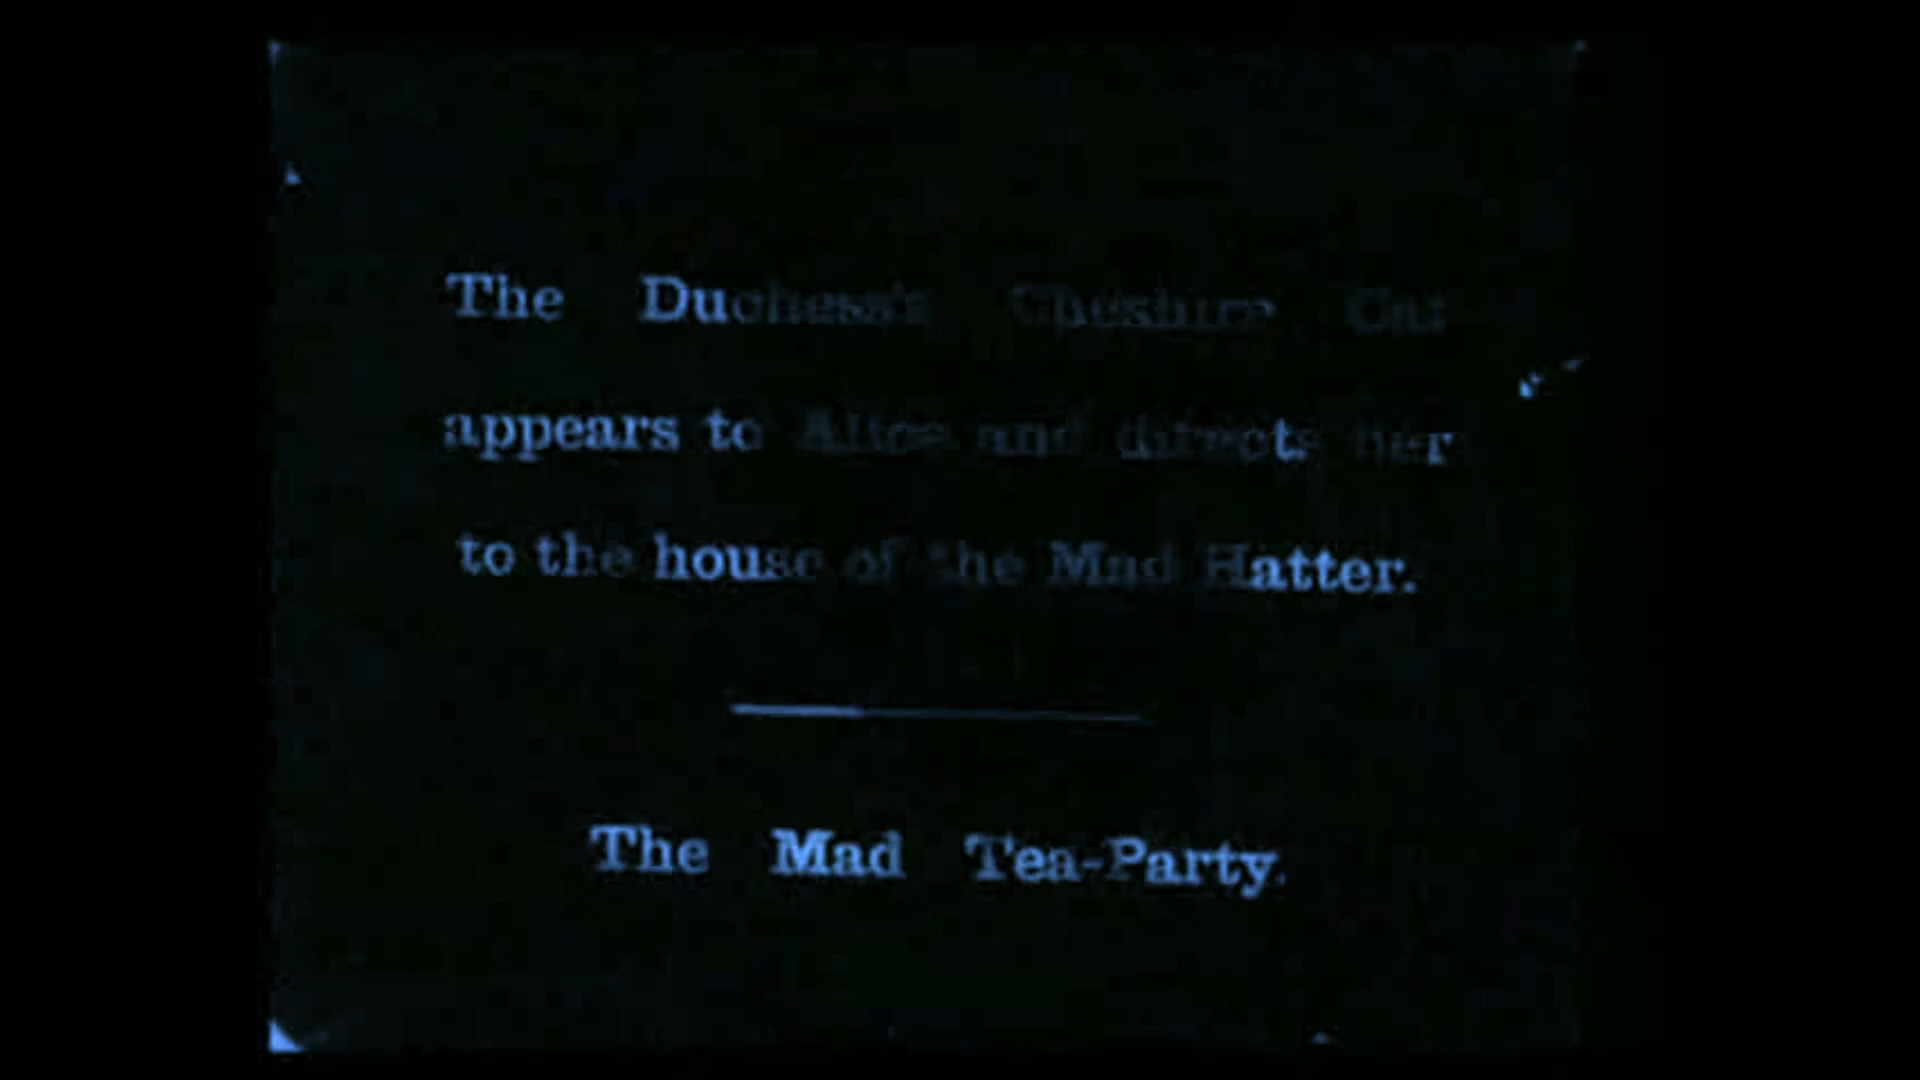 The Duchess's Cheshire Cat
appears to Alice and directs her
to the house of the Mad Hatter.
The Mad Tea-Party.